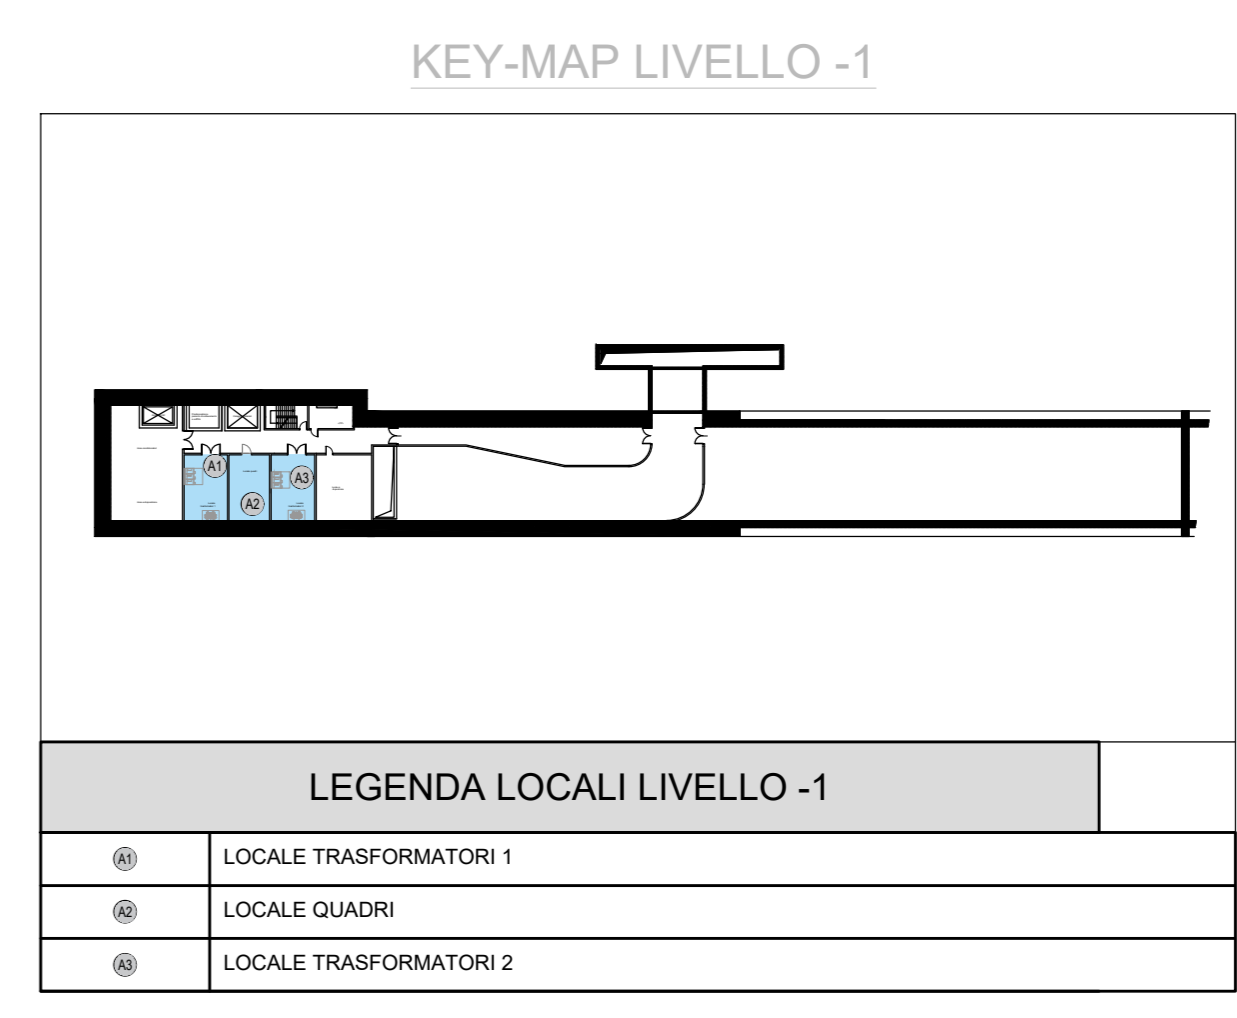 KEY-MAP LIVELLO -1
A1
A2
A3
LEGENDA LOCALI LIVELLO -1
A1 LOCALE TRASFORMATORI 1
A2 LOCALE QUADRI
A3 LOCALE TRASFORMATORI 2